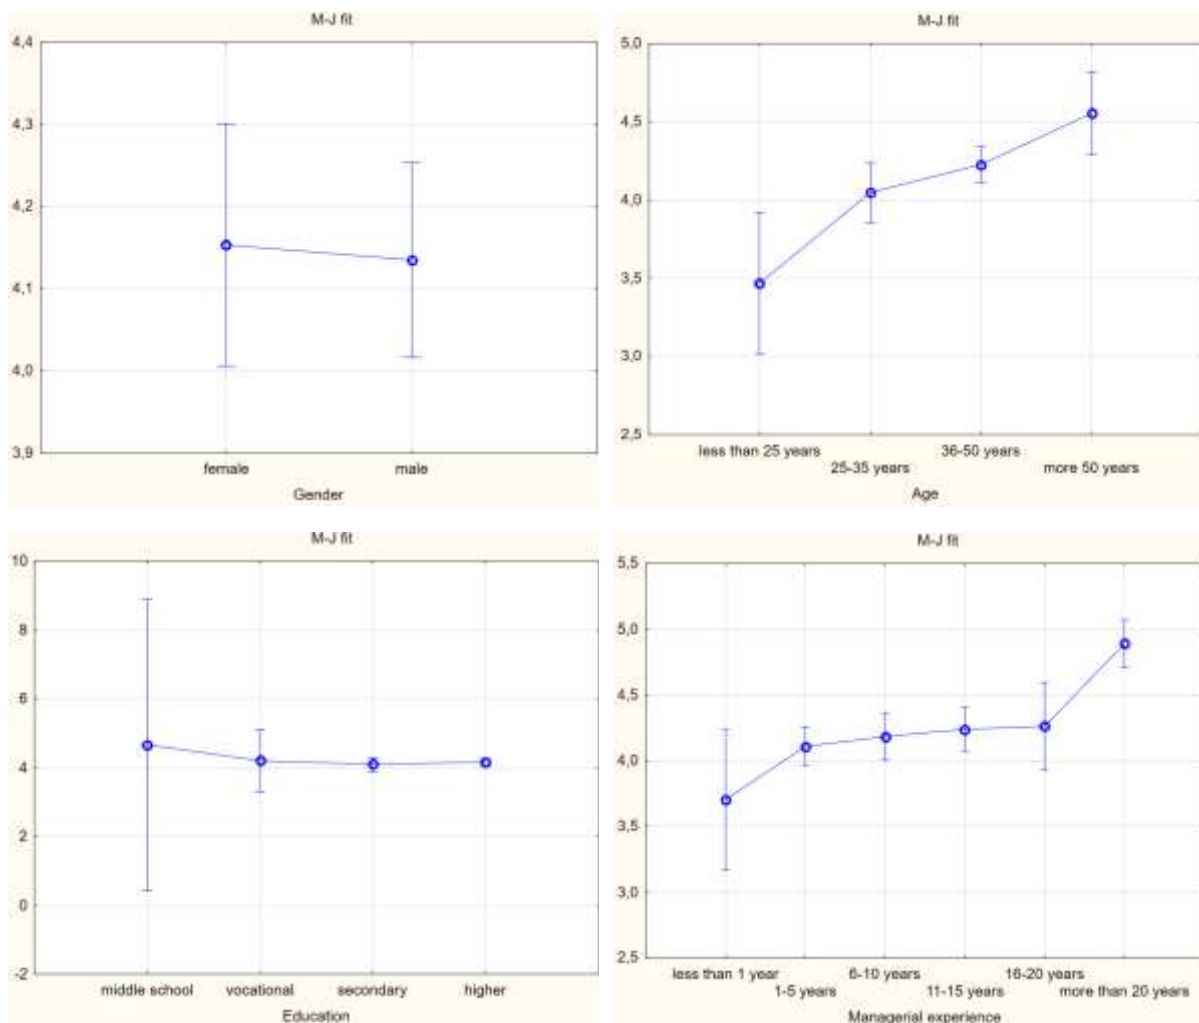 M-J fit
4,4
4,3
4,2
4,1
4,0
3,9
female male
Gender
M-J fit
5,0
4,5
4,0
3,5
3,0
2,5
less than 25 years 36-50 years
25-35 years more 50 years
Age
M-J fit
10
8
6
4
2
0
-2
middle school vocational secondary higher
Education
M-J fit
5,5
5,0
4,5
4,0
3,5
3,0
2,5
less than 1 year 6-10 years 16-20 years
1-5 years 11-15 years more than 20 years
Managerial experience